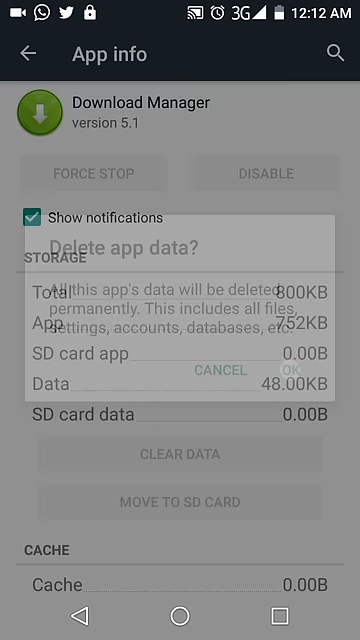 3G 12:12 AM
App info
Download Manager
version 5.1
FORCE STOP DISABLE
Show notifications
Delete app data?
STORAGE
All this app's data will be deleted
permanently. This includes all files,
settings, accounts, databases, etc.
Total 800KB
App 752KB
SD card app 0.00B
CANCEL OK
Data 48.00KB
SD card data 0.00B
CLEAR DATA
MOVE TO SD CARD
CACHE
Cache 0.00B